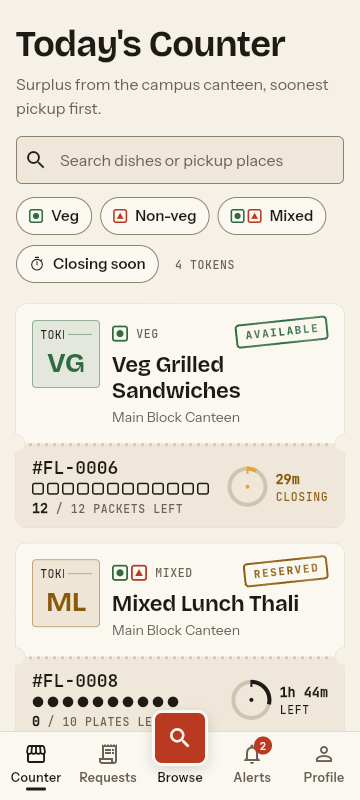 Today's Counter
Surplus from the campus canteen, soonest
pickup first.
Search dishes or pickup places
Veg
Non-veg
Mixed
Closing soon
4 TOKENS
VG
VEG
AVAILABLE
Veg Grilled
Sandwiches
Main Block Canteen
#FL-0006
12 / 12 PACKETS LEFT
29m
CLOSING
ML
MIXED
RESERVED
Mixed Lunch Thali
Main Block Canteen
#FL-0008
0 / 10 PLATES
1h 44m
LEFT
2
Counter
Requests
Browse
Alerts
Profile